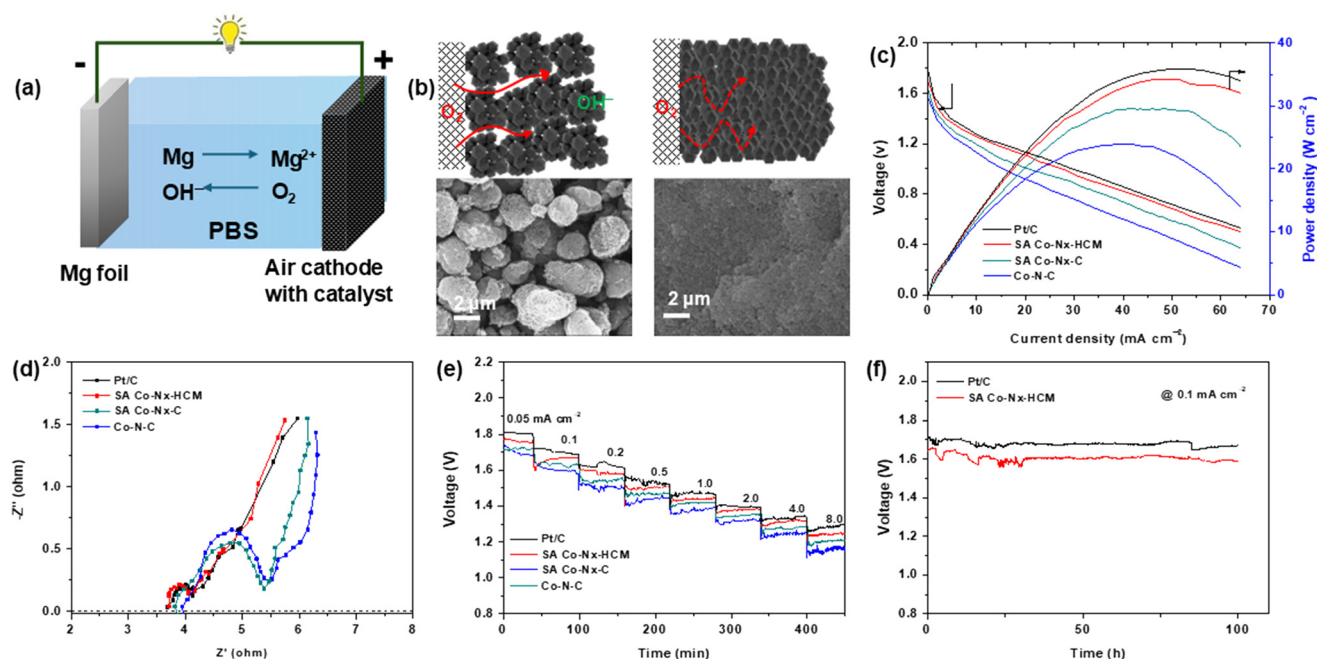 (a)
-
+
Mg
Mg2+
OH−
O2
PBS
Mg foil
Air cathode
with catalyst
(b)
O2
OH−
O2
2 μm
2 μm
(c)
2.0
1.6
1.2
0.8
0.4
0.0
Voltage (v)
40
30
20
10
0
Power density (W cm−2)
Pt/C
SA Co-Nx-HCM
SA Co-Nx-C
Co-N-C
0 10 20 30 40 50 60 70
Current density (mA cm−2)
(d)
2.0
1.5
1.0
0.5
0.0
-Z'' (ohm)
Pt/C
SA Co-Nx-HCM
SA Co-Nx-C
Co-N-C
2 3 4 5 6 7 8
Z' (ohm)
(e)
2.2
2.0
1.8
1.6
1.4
1.2
1.0
0.8
Voltage (V)
0.05 mA cm−2
0.1
0.2
0.5
1.0
2.0
4.0
8.0
Pt/C
SA Co-Nx-HCM
SA Co-Nx-C
Co-N-C
0 100 200 300 400
Time (min)
(f)
2.0
1.8
1.6
1.4
1.2
1.0
0.8
Voltage (V)
Pt/C
SA Co-Nx-HCM
@ 0.1 mA cm−2
0 50 100
Time (h)